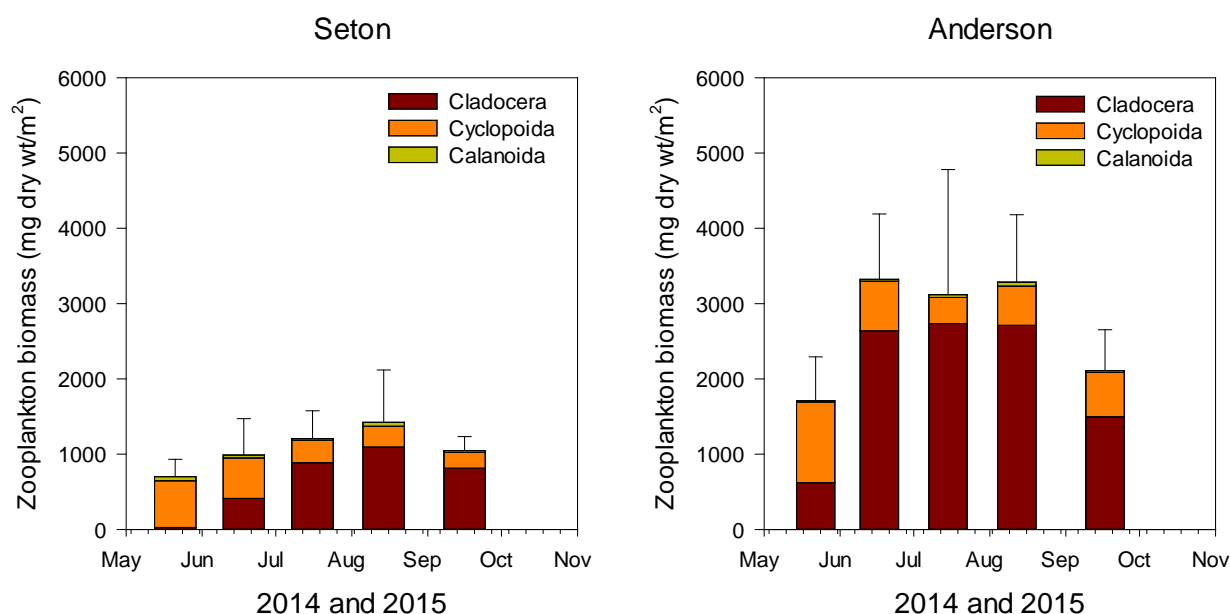 Seton
Zooplankton biomass (mg dry wt/m²)
6000
5000
4000
3000
2000
1000
0
Cladocera
Cyclopoida
Calanoida
May Jun Jul Aug Sep Oct Nov
2014 and 2015
Anderson
Zooplankton biomass (mg dry wt/m²)
6000
5000
4000
3000
2000
1000
0
Cladocera
Cyclopoida
Calanoida
May Jun Jul Aug Sep Oct Nov
2014 and 2015